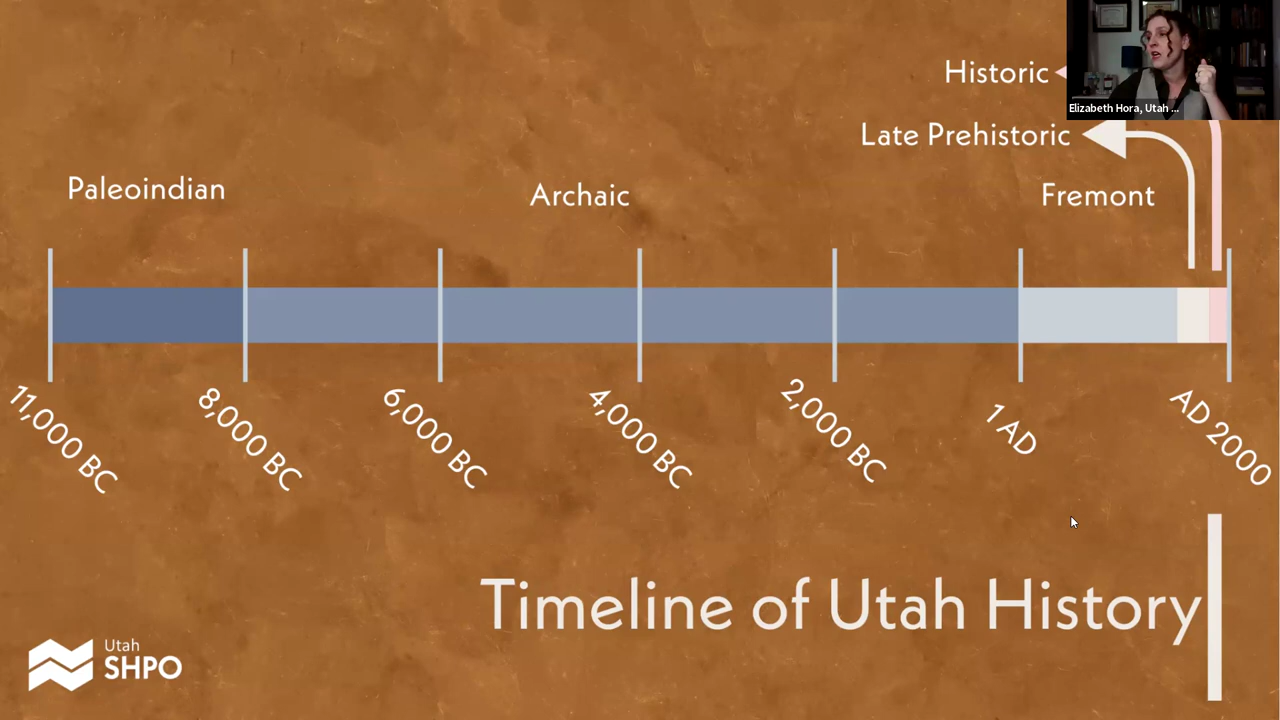 Historic
Elizabeth Hora, Utah ...
Late Prehistoric
Paleoindian
Archaic
Fremont
11,000 BC
8,000 BC
6,000 BC
4,000 BC
2,000 BC
1 AD
AD 2000
Timeline of Utah History
Utah
SHPO